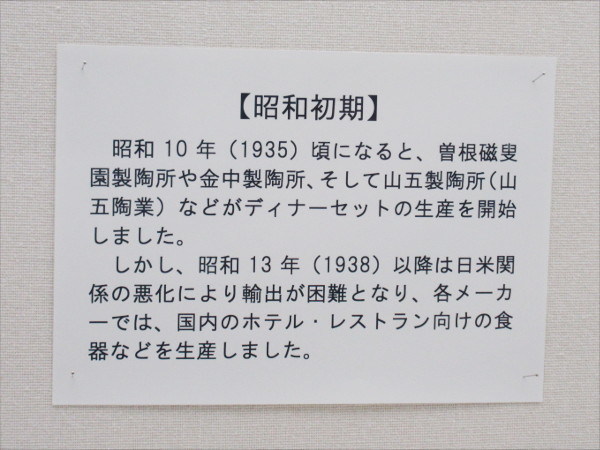 【昭和初期】
昭和10年（1935）頃になると、曽根磁叟
園製陶所や金中製陶所、そして山五製陶所（山
五陶業）などがディナーセットの生産を開始
しました。
しかし、昭和13年（1938）以降は日米関
係の悪化により輸出が困難となり、各メーカ
ーでは、国内のホテル・レストラン向けの食
器などを生産しました。